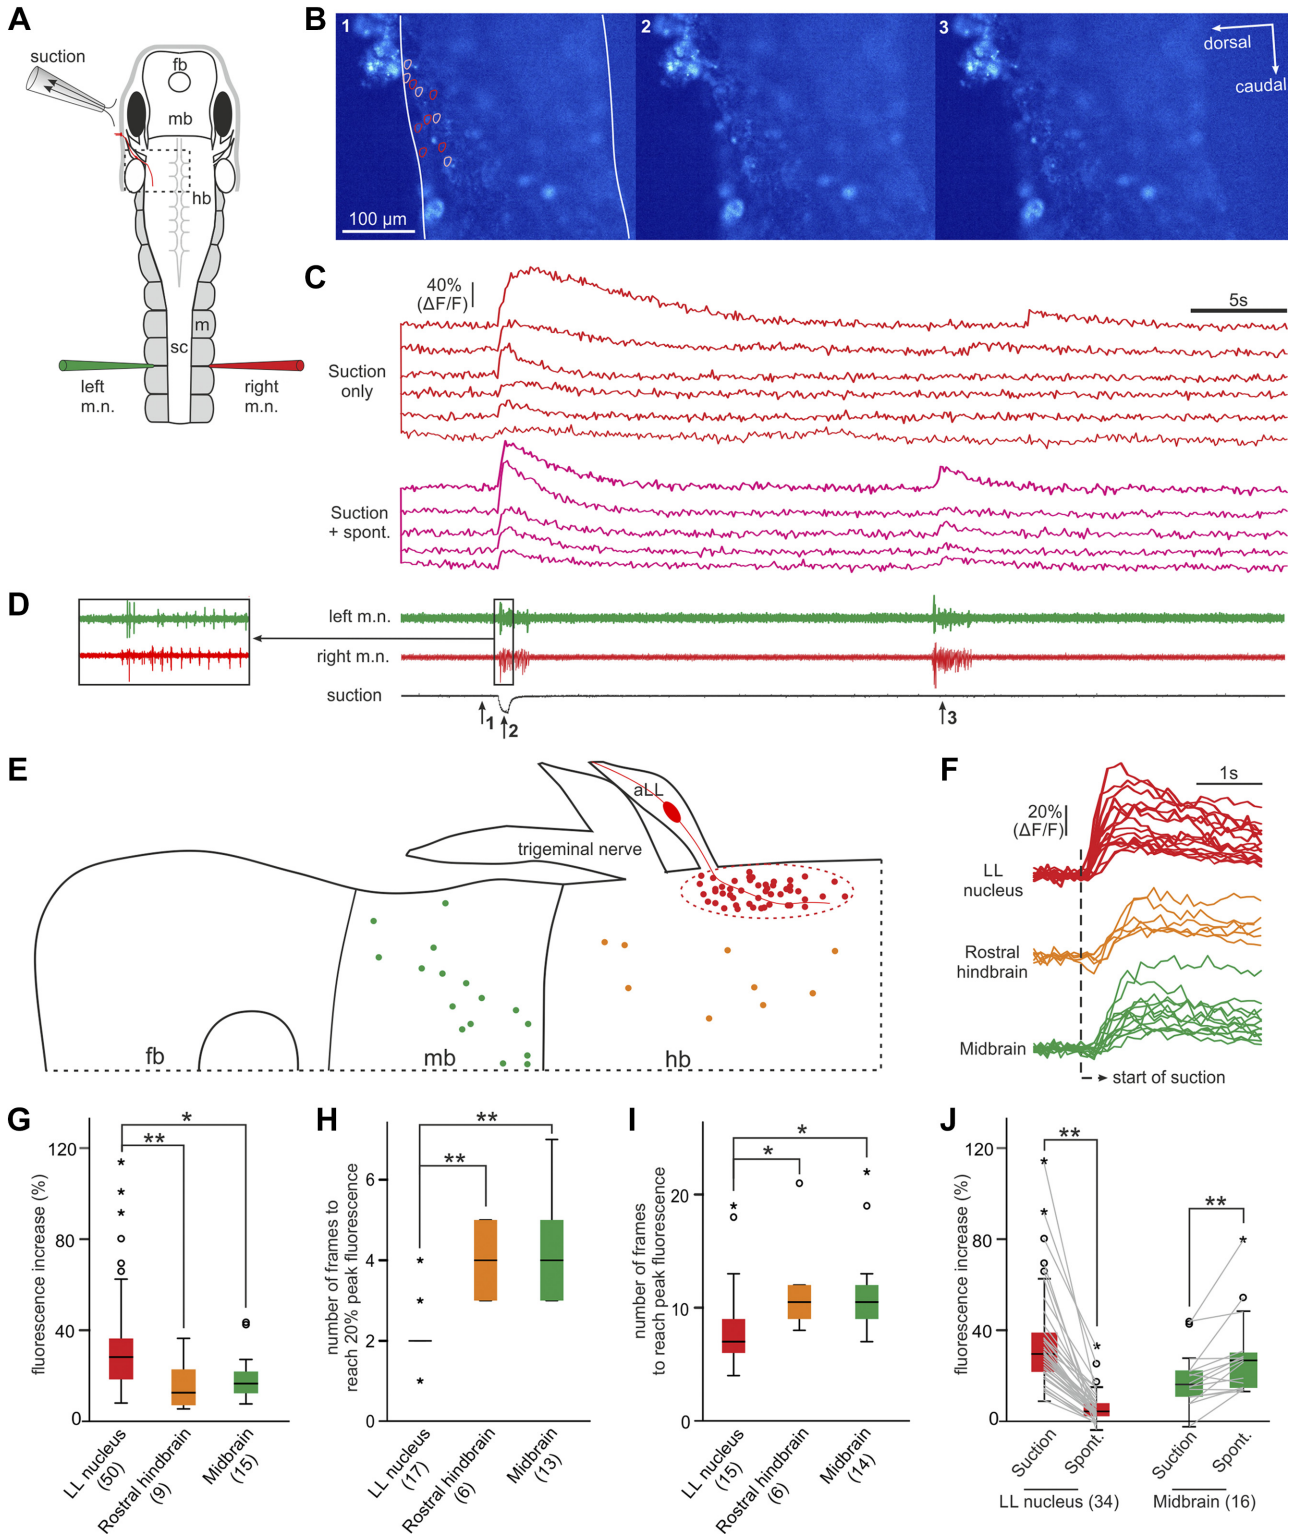 A
suction
fb
mb
hb
m
sc
left
m.n.
right
m.n.
B
1
2
3
dorsal
caudal
100 µm
C
40%
(ΔF/F)
5s
Suction
only
Suction
+ spont.
D
left m.n.
right m.n.
suction
1
2
3
E
aLL
trigeminal nerve
fb
mb
hb
F
1s
20%
(ΔF/F)
LL
nucleus
Rostral
hindbrain
Midbrain
start of suction
G
fluorescence increase (%)
120
80
40
0
*
**
LL nucleus
(50)
Rostral hindbrain
(9)
Midbrain
(15)
H
number of frames to
reach 20% peak fluorescence
6
4
2
0
**
**
LL nucleus
(17)
Rostral hindbrain
(6)
Midbrain
(13)
I
number of frames
to reach peak fluorescence
20
10
0
*
*
LL nucleus
(15)
Rostral hindbrain
(6)
Midbrain
(14)
J
fluorescence increase (%)
120
80
40
0
**
**
Suction
Spont.
Suction
Spont.
LL nucleus (34)
Midbrain (16)